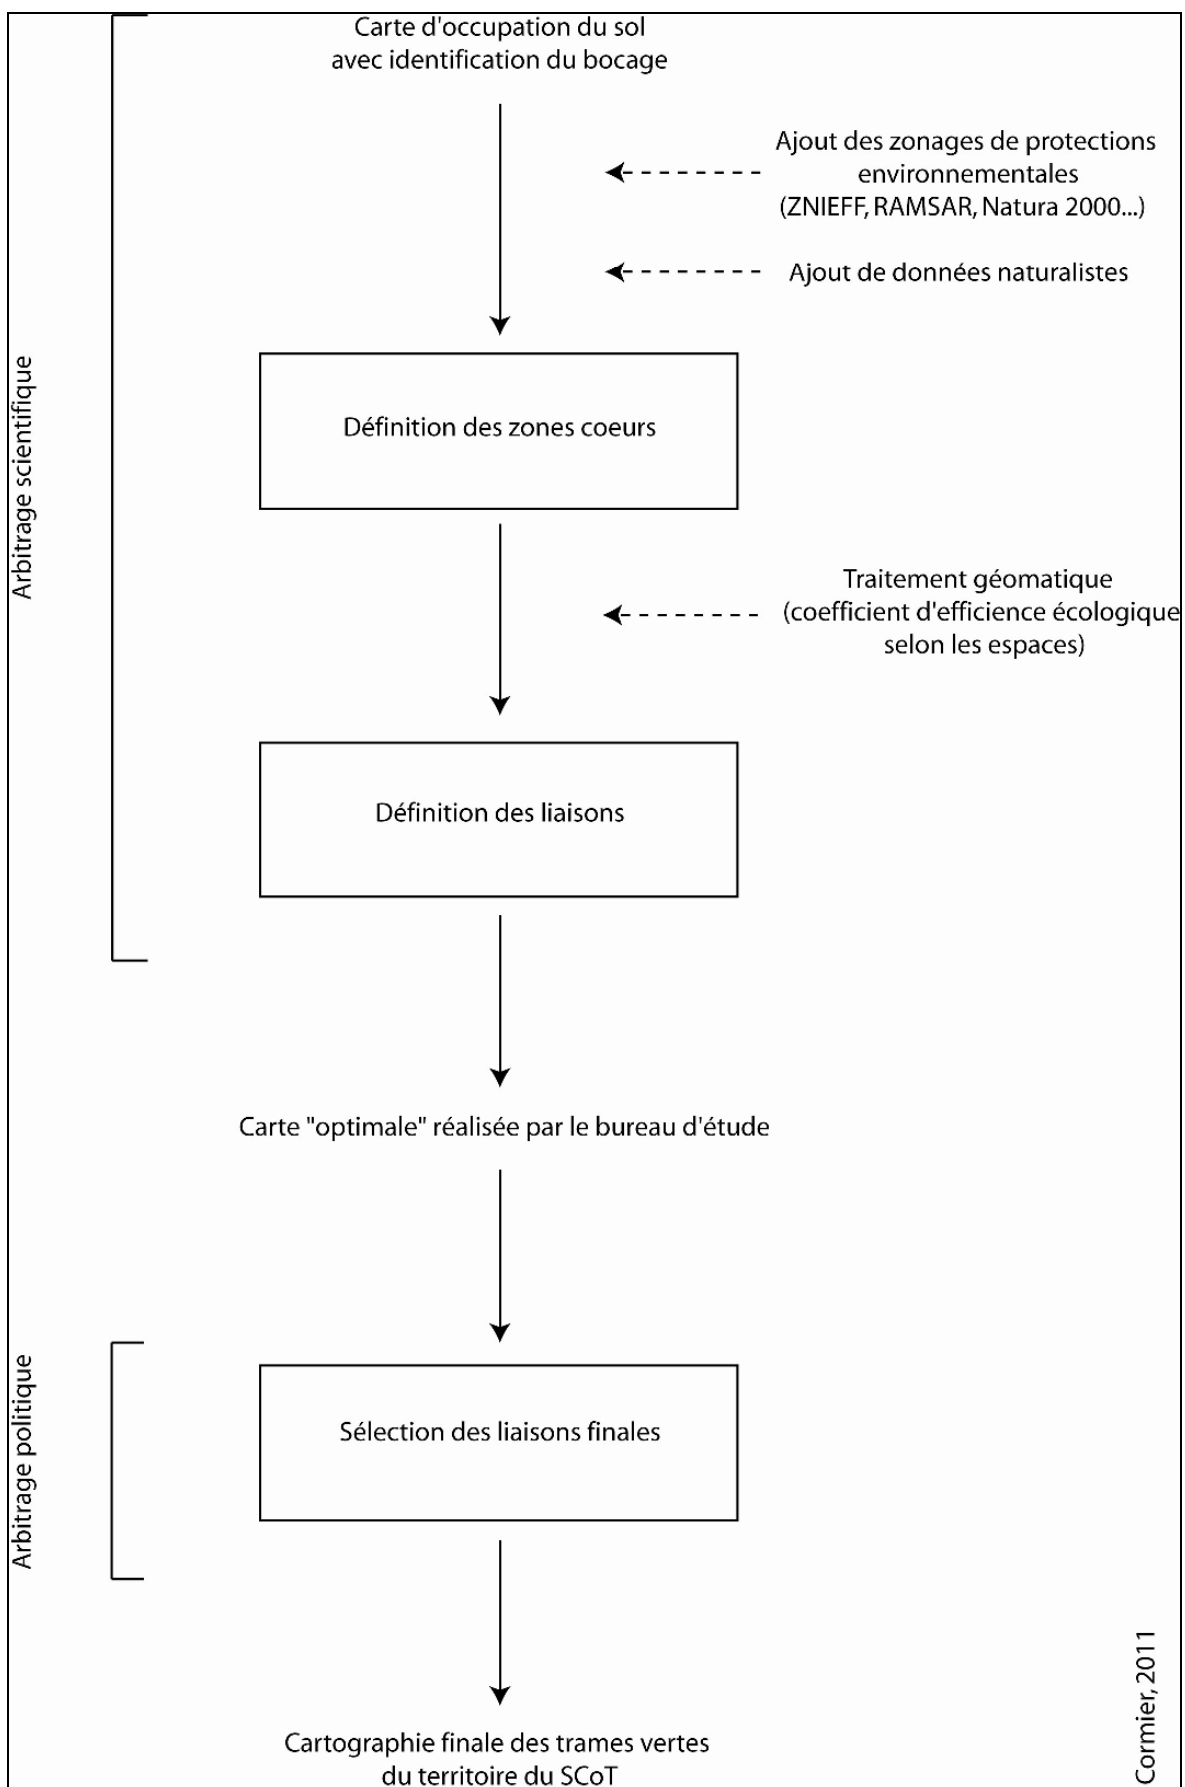 Carte d'occupation du sol
avec identification du bocage
Ajout des zonages de protections
environnementales
(ZNIEFF, RAMSAR, Natura 2000...)
Ajout de données naturalistes
Arbitrage scientifique
Définition des zones coeurs
Traitement géomatique
(coefficient d'efficience écologique
selon les espaces)
Définition des liaisons
Carte "optimale" réalisée par le bureau d'étude
Arbitrage politique
Sélection des liaisons finales
Cartographie finale des trames vertes
du territoire du SCoT
Cormier, 2011